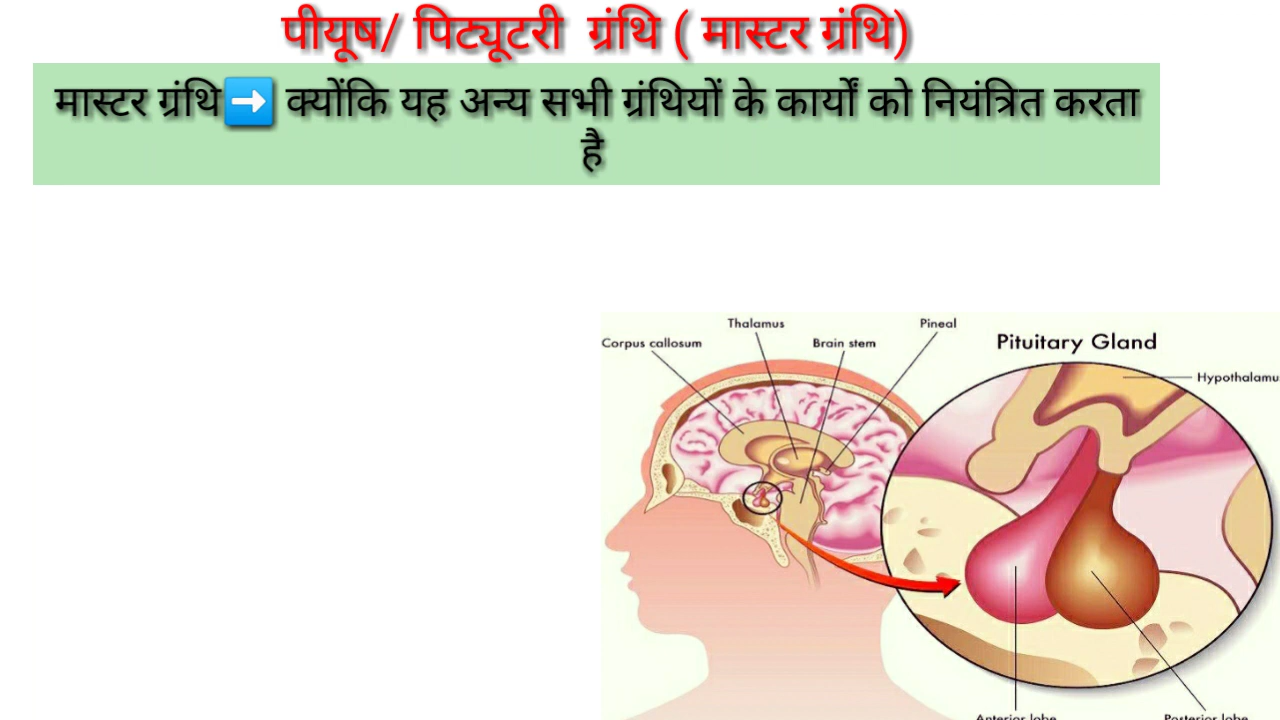 पीयूष/ पिट्यूटरी ग्रंथि ( मास्टर ग्रंथि)
मास्टर ग्रंथि➡️ क्योंकि यह अन्य सभी ग्रंथियों के कार्यों को नियंत्रित करता
है
Thalamus
Pineal
Corpus callosum
Brain stem
Pituitary Gland
Hypothalamu
Anterior lobe
Posterior lobe